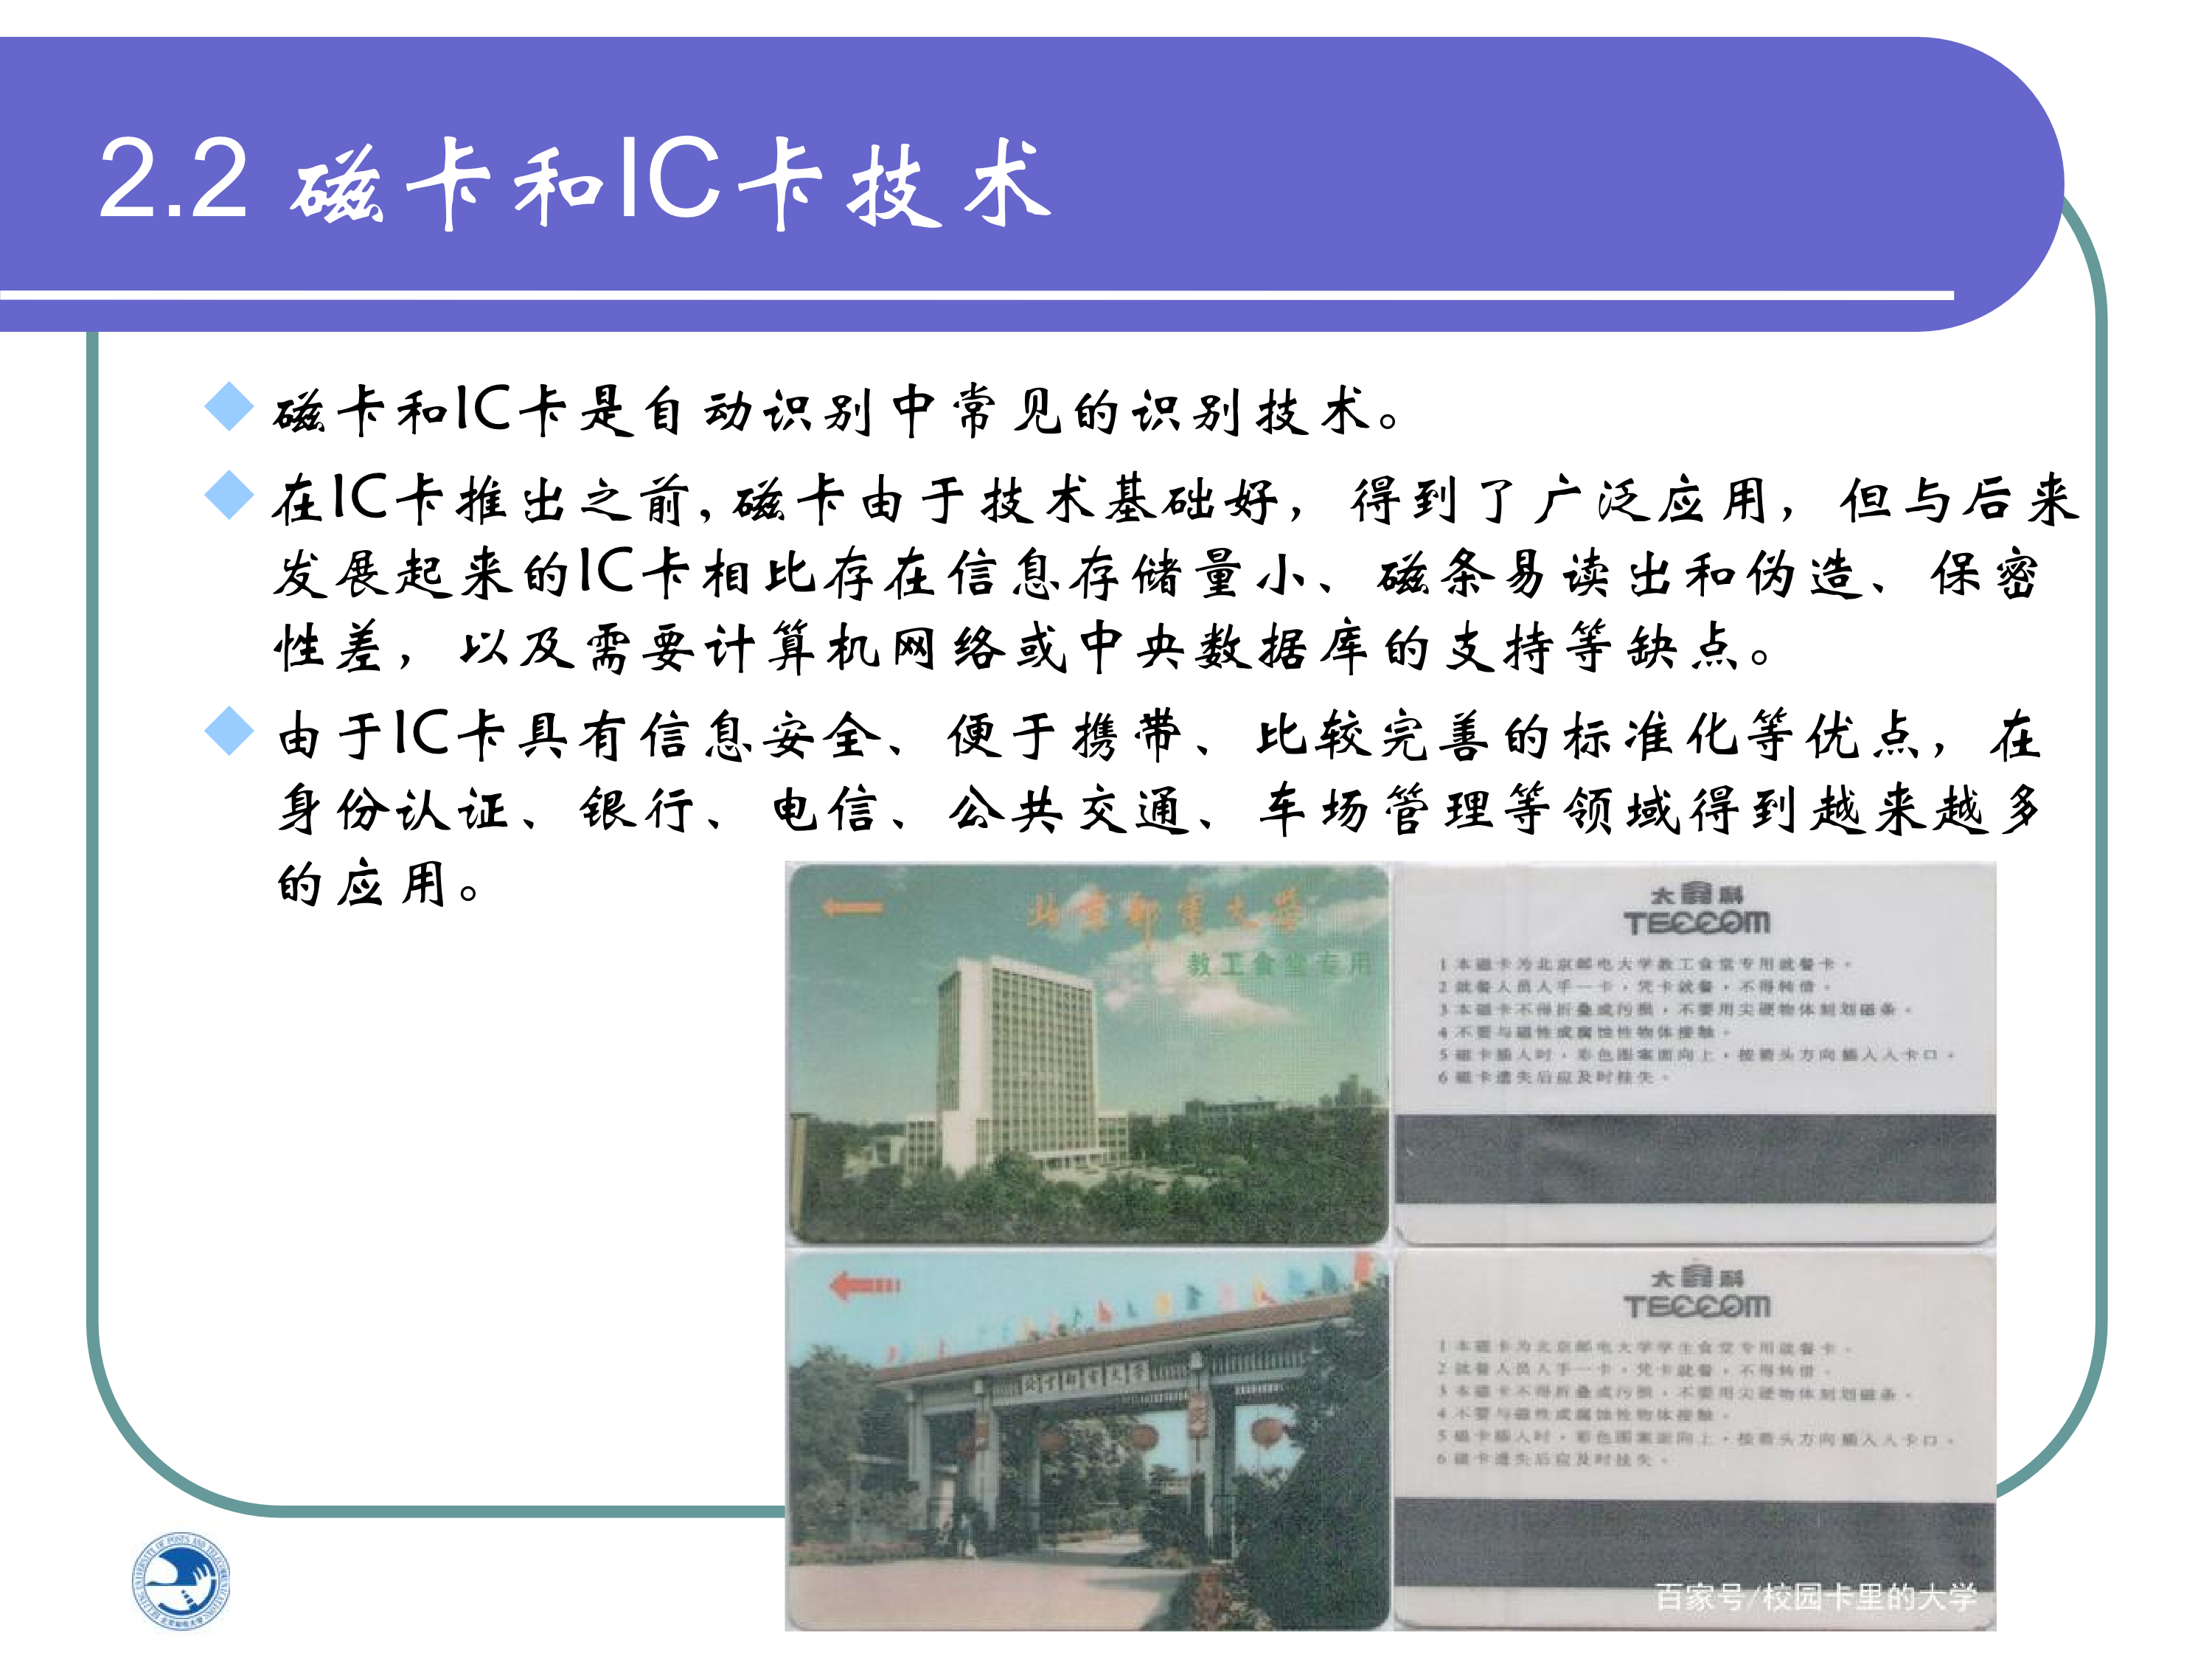 2.2 磁卡和IC卡技术
磁卡和IC卡是自动识别中常见的识别技术。
在IC卡推出之前,磁卡由于技术基础好，得到了广泛应用，但与后来
发展起来的IC卡相比存在信息存储量小、磁条易读出和伪造、保密
性差，以及需要计算机网络或中央数据库的支持等缺点。
由于IC卡具有信息安全、便于携带、比较完善的标准化等优点，在
身份认证、银行、电信、公共交通、车场管理等领域得到越来越多
的应用。
北京邮电大学
教工食堂专用
太 科
TECCOM
1 本磁卡为北京邮电大学教工食堂专用就餐卡。
2 就餐人员人手一卡，凭卡就餐，不得转借。
3 本磁卡不得折叠或污损，不要用尖硬物体刻划磁条。
4 不要与磁性或腐蚀性物体接触。
5 磁卡插入时，彩色图案面向上，按箭头方向插入入卡口。
6 磁卡遗失后应及时挂失。
北京邮电大学
太 科
TECCOM
1 本磁卡为北京邮电大学学生食堂专用就餐卡。
2 就餐人员人手一卡，凭卡就餐，不得转借。
3 本磁卡不得折叠或污损，不要用尖硬物体刻划磁条。
4 不要与磁性或腐蚀性物体接触。
5 磁卡插入时，彩色图案面向上，按箭头方向插入入卡口。
6 磁卡遗失后应及时挂失。
百家号/校园卡里的大学
BEIJING UNIVERSITY OF POSTS AND TELECOMMUNICATIONS
北京邮电大学